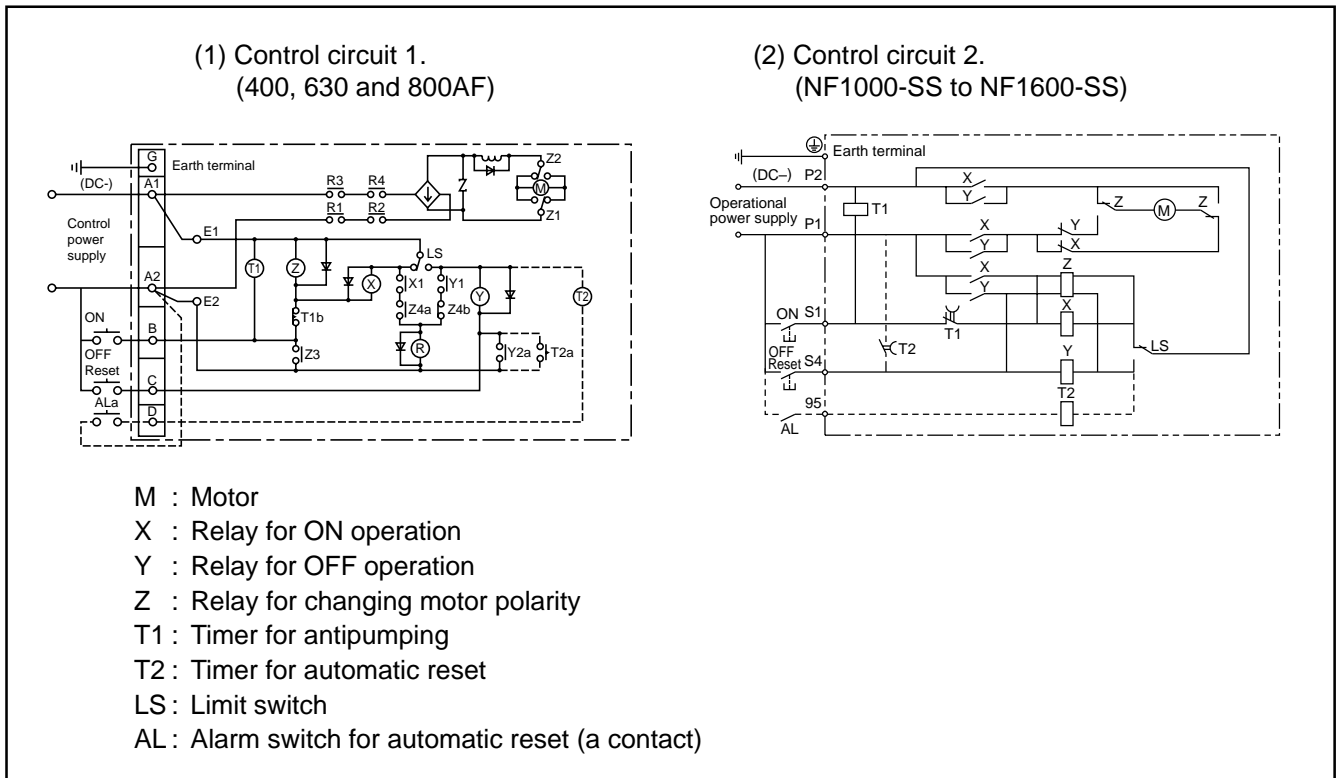 (1) Control circuit 1.
(400, 630 and 800AF)
(2) Control circuit 2.
(NF1000-SS to NF1600-SS)
G
Earth terminal
(DC-)
A1
R3
R4
Z2
M
R1
R2
Z1
Control
power
supply
E1
LS
T1
Z
X
X1
Y1
Y
T2
A2
E2
Z4a
Z4b
ON
B
T1b
OFF
Reset
Z3
R
Y2a
T2a
C
ALa
D
Earth terminal
(DC–)
P2
X
Y
Operational
power supply
T1
Z
M
Z
P1
X
Y
Y
X
X
Z
Y
X
ON
S1
T1
T2
LS
OFF
Reset
S4
Y
T2
95
AL
M : Motor
X : Relay for ON operation
Y : Relay for OFF operation
Z : Relay for changing motor polarity
T1 : Timer for antipumping
T2 : Timer for automatic reset
LS : Limit switch
AL : Alarm switch for automatic reset (a contact)